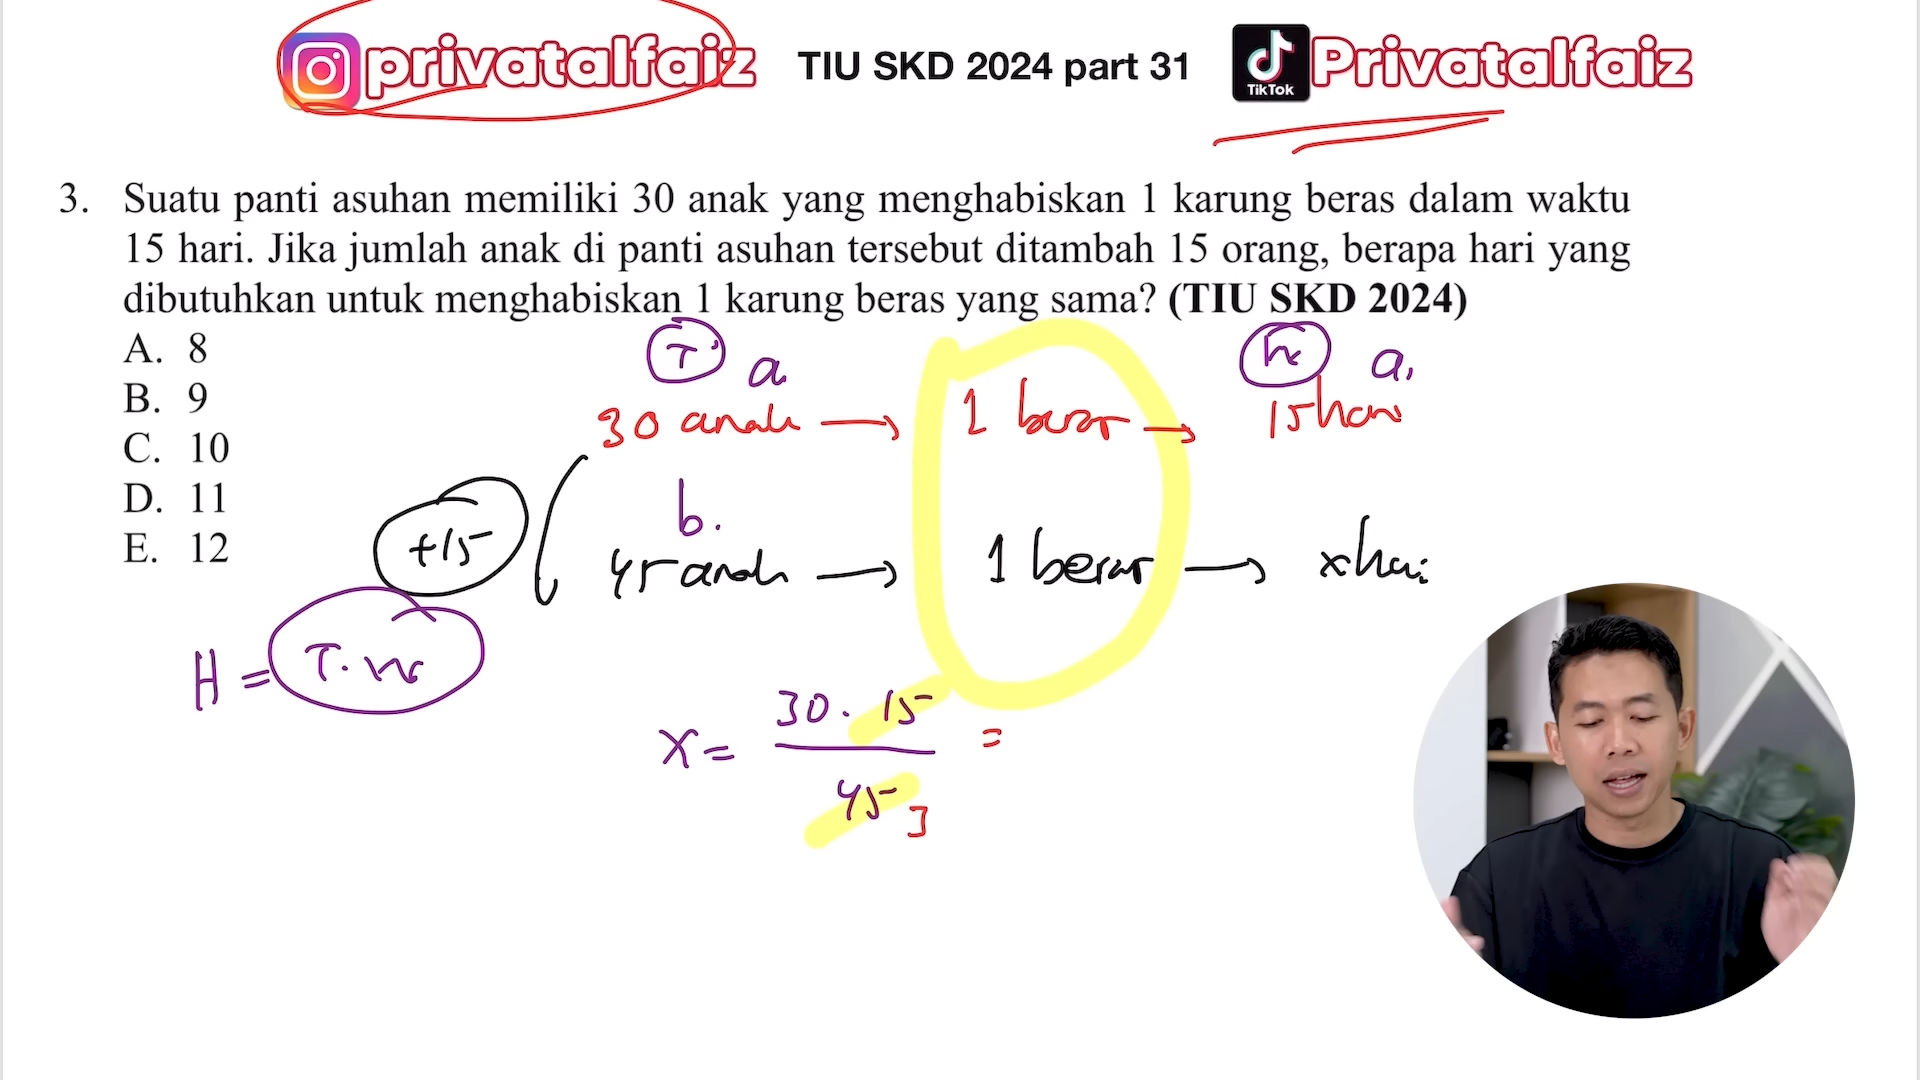 privatalfaiz TIU SKD 2024 part 31 TikTok Privatalfaiz
3. Suatu panti asuhan memiliki 30 anak yang menghabiskan 1 karung beras dalam waktu
15 hari. Jika jumlah anak di panti asuhan tersebut ditambah 15 orang, berapa hari yang
dibutuhkan untuk menghabiskan 1 karung beras yang sama? (TIU SKD 2024)
A. 8
B. 9
C. 10
D. 11
E. 12
T a a
30 anak → 1 beras → 15 hari
+15 b.
45 anak → 1 beras → x hari
H = T.
30 . 15
x = =
45 3